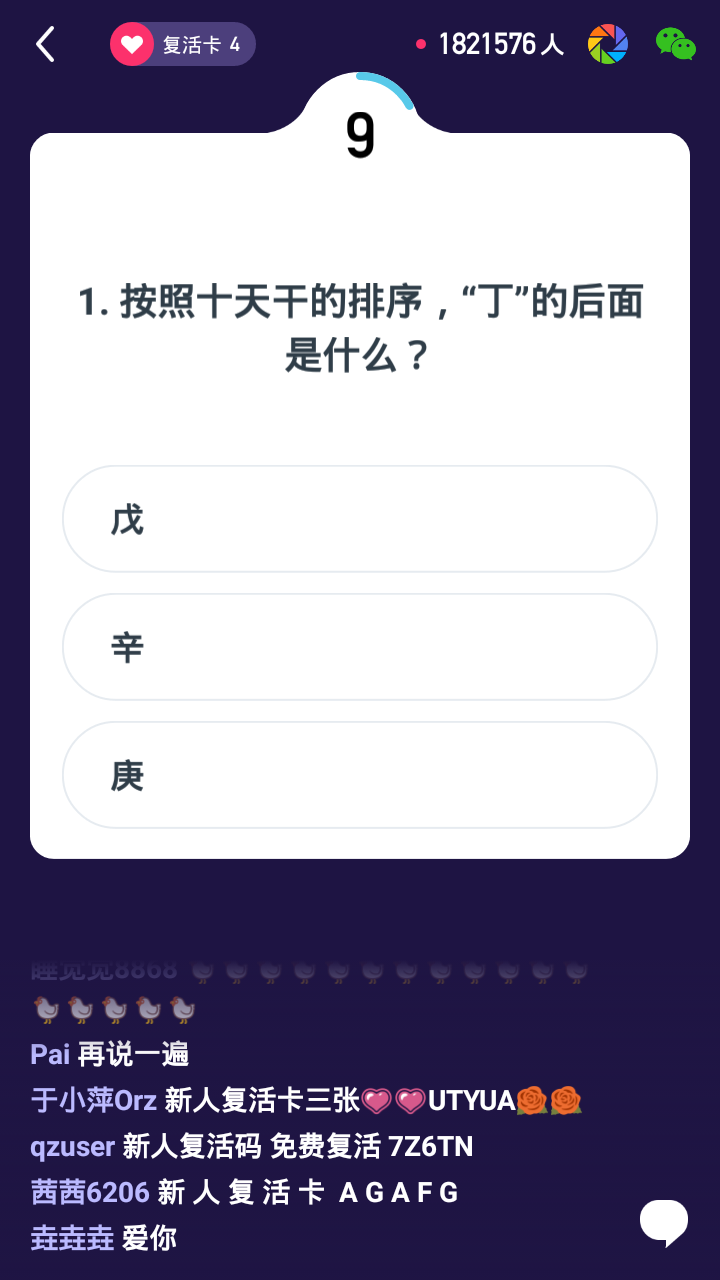 复活卡 4
1821576人
9
1. 按照十天干的排序，“丁”的后面
是什么？
戊
辛
庚
睡觉觉8868
Pai 再说一遍
于小萍Orz 新人复活卡三张💗💗UTYUA🌹🌹
qzuser 新人复活码 免费复活 7Z6TN
茜茜6206 新 人 复 活 卡 A G A F G
垚垚垚 爱你